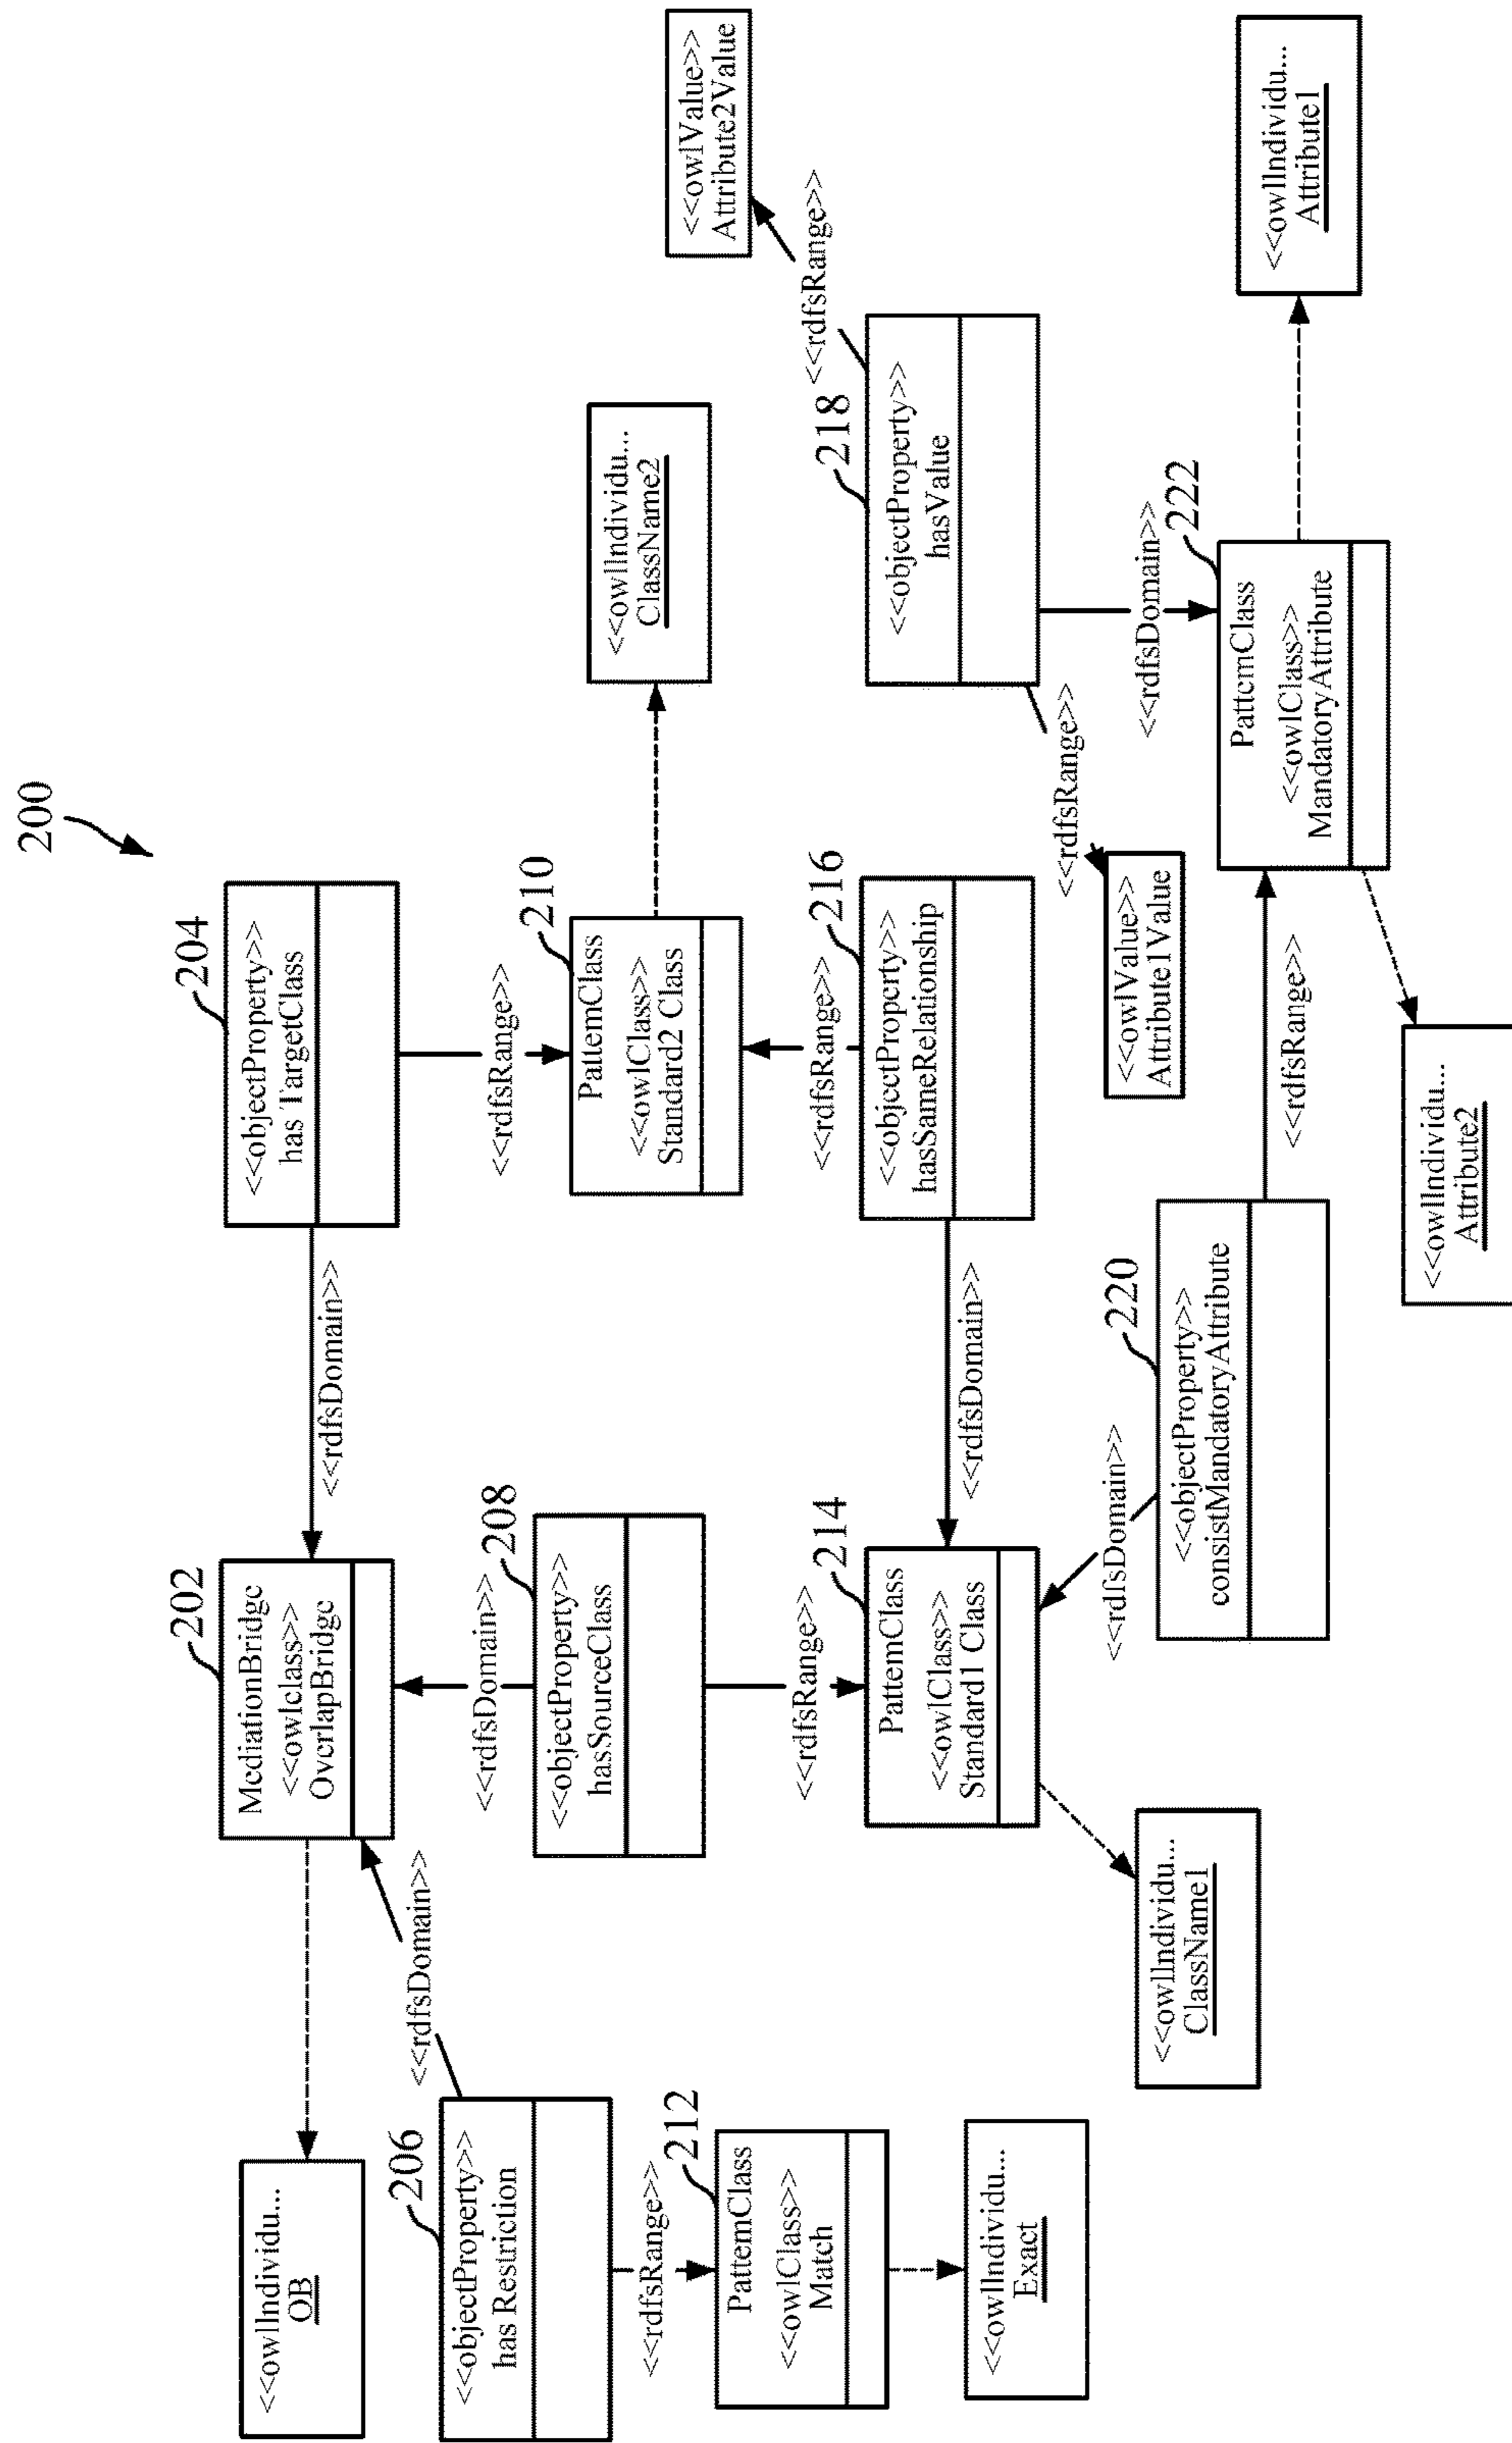 200
<<owlIndividu...
OB
202
MediationBridge
<<owlclass>>
OverlapBridge
<<rdfsDomain>>
204
<<objectProperty>>
has TargetClass
206
<<objectProperty>>
has Restriction
<<rdfsDomain>>
<<rdfsDomain>>
208
<<objectProperty>>
hasSourceClass
<<rdfsRange>>
210
PatternClass
<<owlClass>>
Standard2 Class
<<owlIndividu...
ClassName2
<<owlValue>>
Attribute2Value
<<rdfsRange>>
212
PatternClass
<<owlClass>>
Match
<<rdfsRange>>
214
PatternClass
<<owlClass>>
Standard1 Class
<<rdfsDomain>>
<<rdfsRange>>
216
<<objectProperty>>
hasSameRelationship
<<rdfsRange>>
218
<<objectProperty>>
hasValue
<<owlIndividu...
Exact
<<owlIndividu...
ClassName1
<<rdfsDomain>>
220
<<objectProperty>>
consistMandatoryAttribute
<<rdfsRange>>
<<owlValue>>
Attribute1Value
<<rdfsRange>>
<<rdfsDomain>>
222
PatternClass
<<owlClass>>
MandatoryAttribute
<<owlIndividu...
Attribute1
<<owlIndividu...
Attribute2